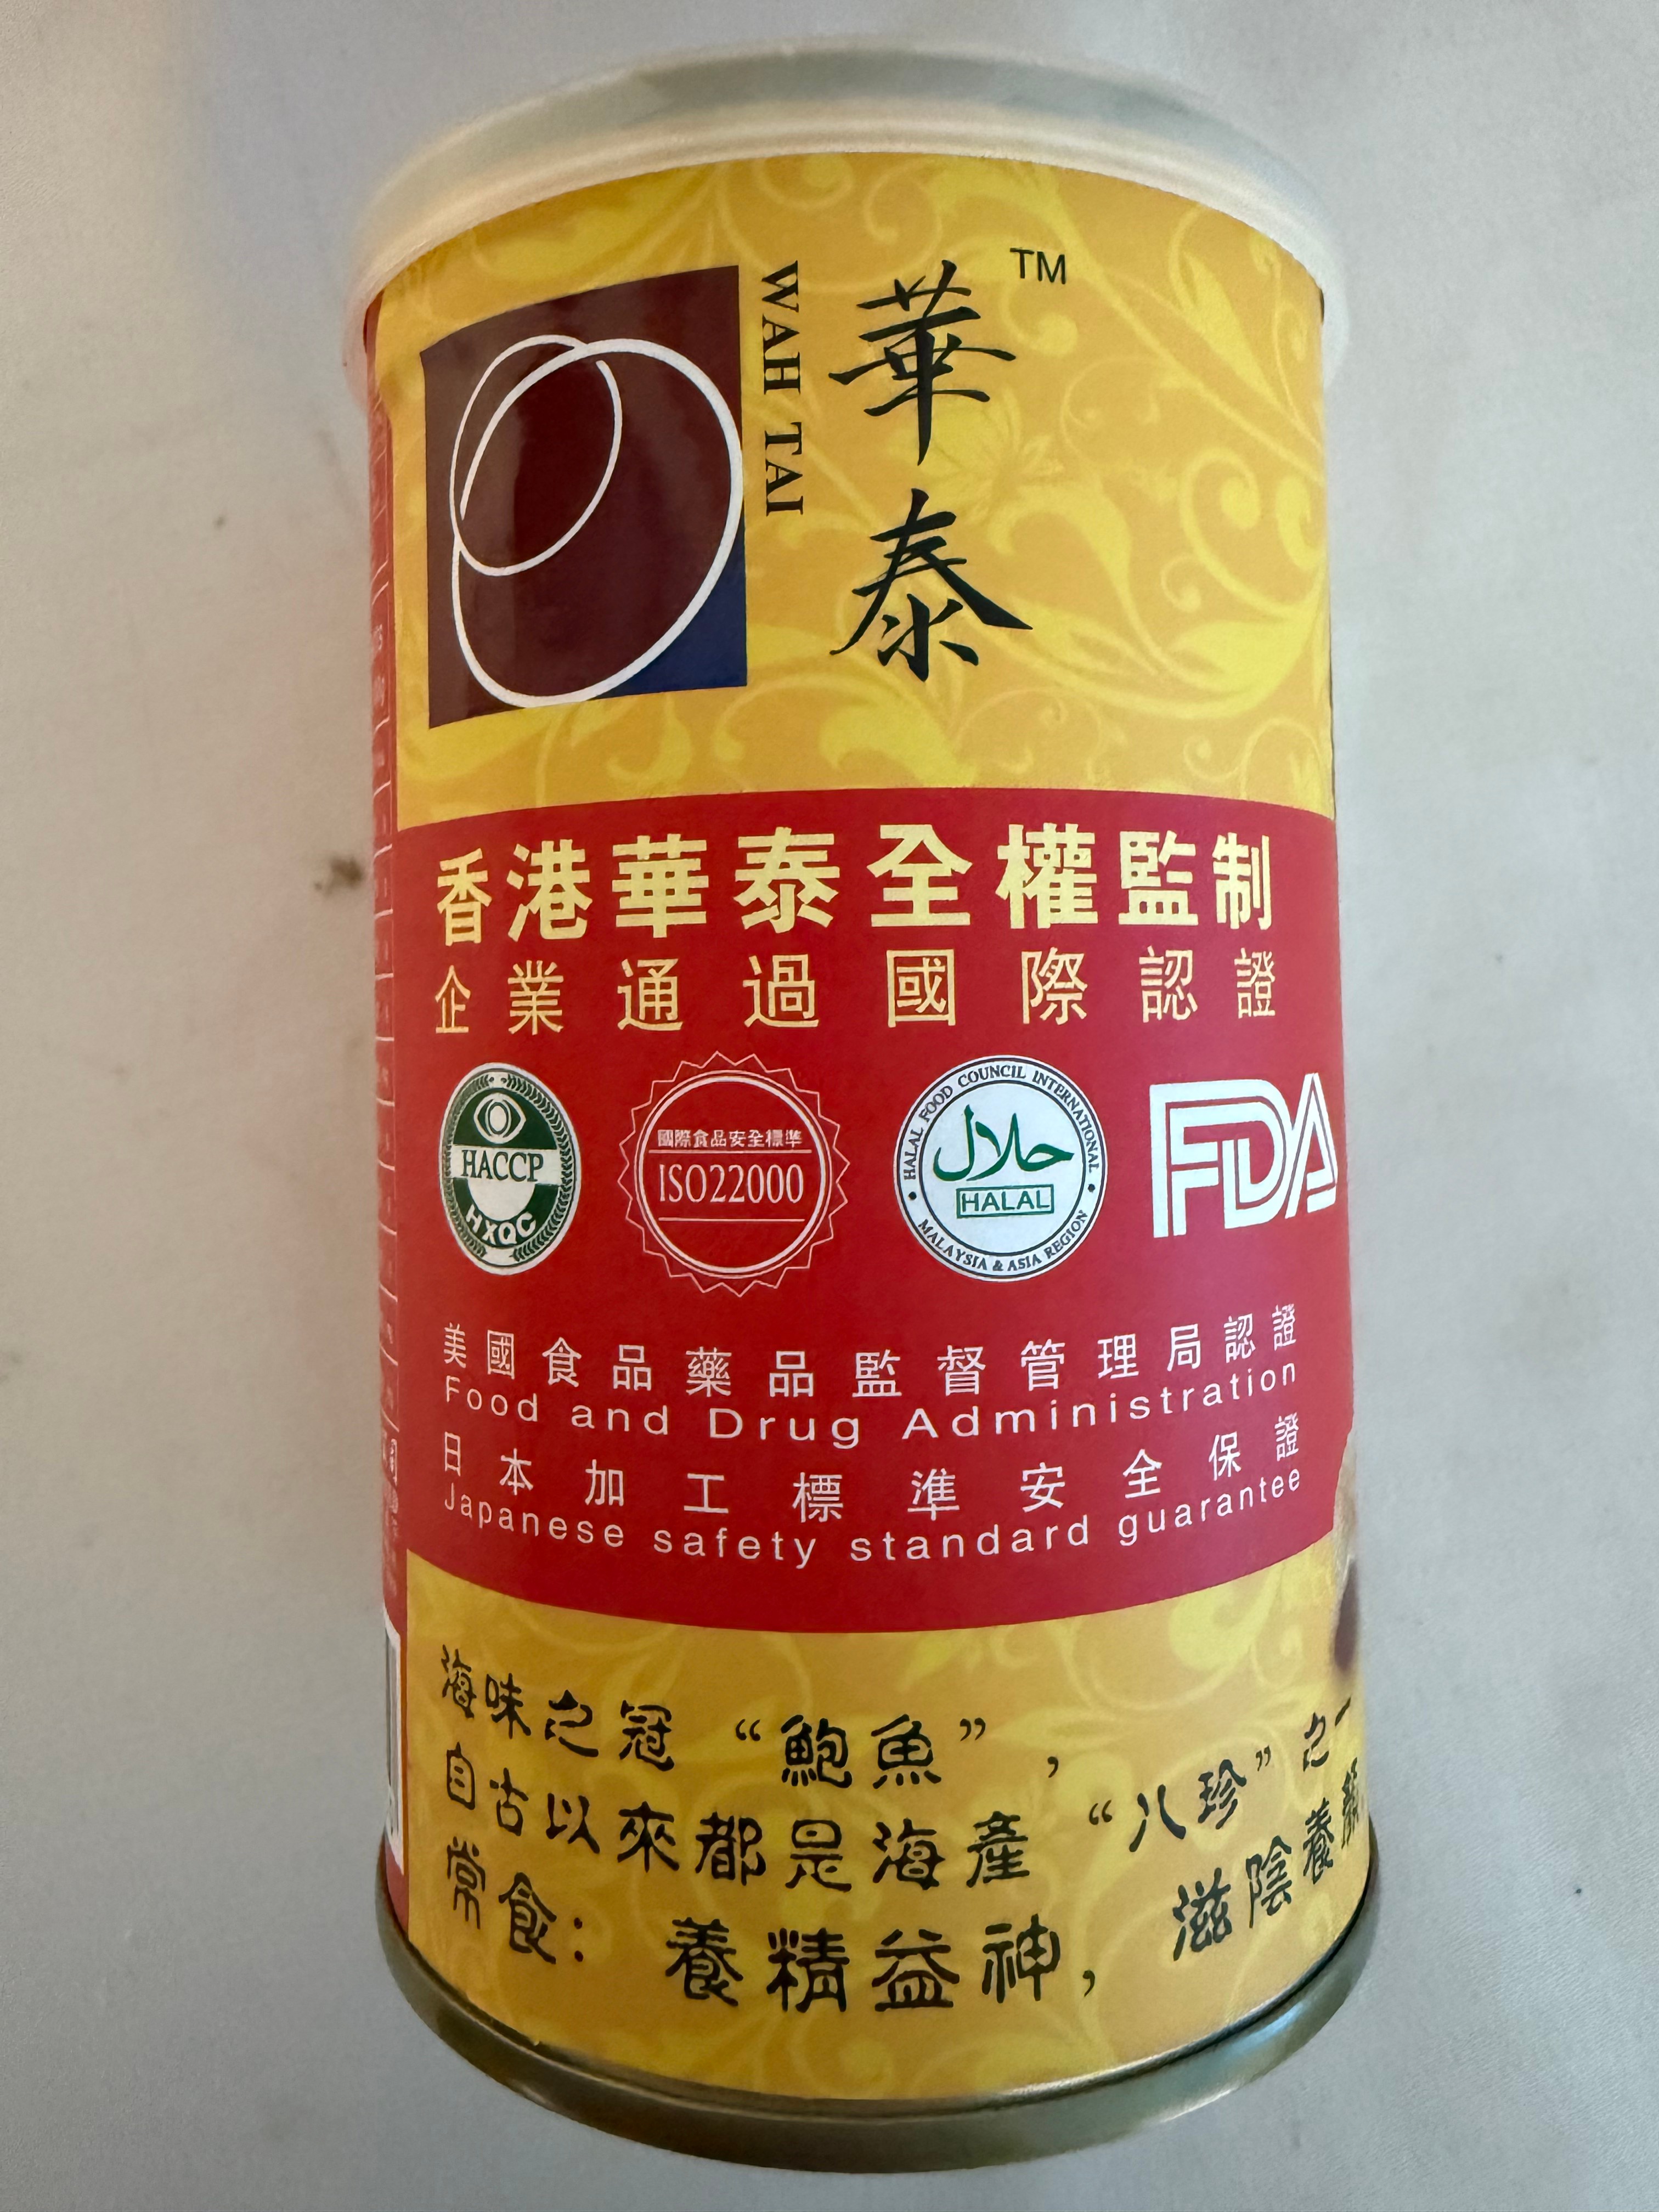 TM
華泰
WAH TAI
香港華泰全權監制
企業通過國際認證
HACCP
HXQC
國際食品安全標準
ISO22000
HALAL FOOD COUNCIL INTERNATIONAL
حلال
HALAL
MALAYSIA & ASIA REGION
FDA
美國食品藥品監督管理局認證
Food and Drug Administration
日本加工標準安全保證
Japanese safety standard guarantee
海味之冠“鮑魚”,
自古以來都是海產“八珍”之一
常食: 養精益神, 滋陰養顏